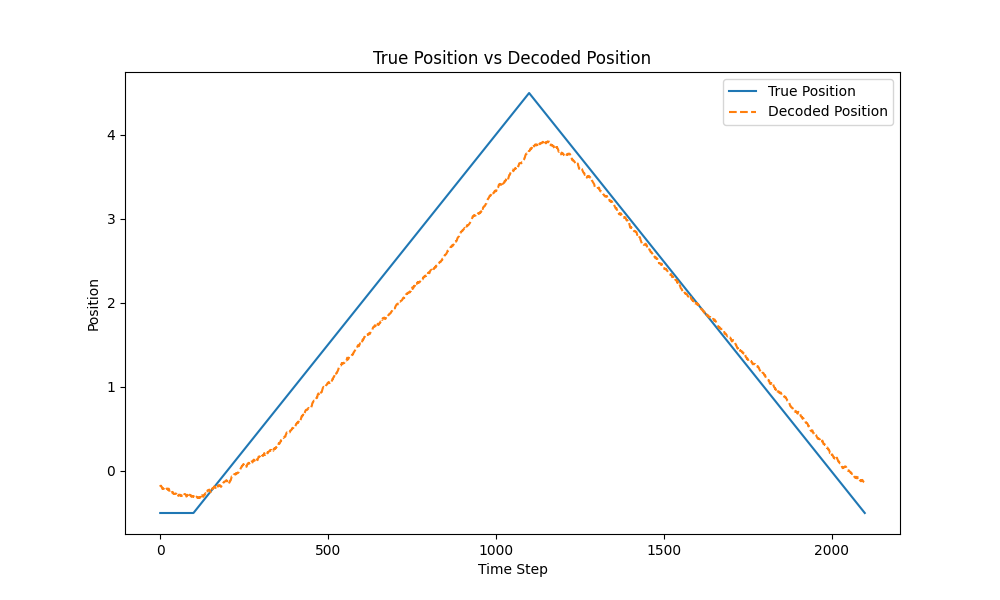 True Position vs Decoded Position
True Position
Decoded Position
Position
4
3
2
1
0
0 500 1000 1500 2000
Time Step